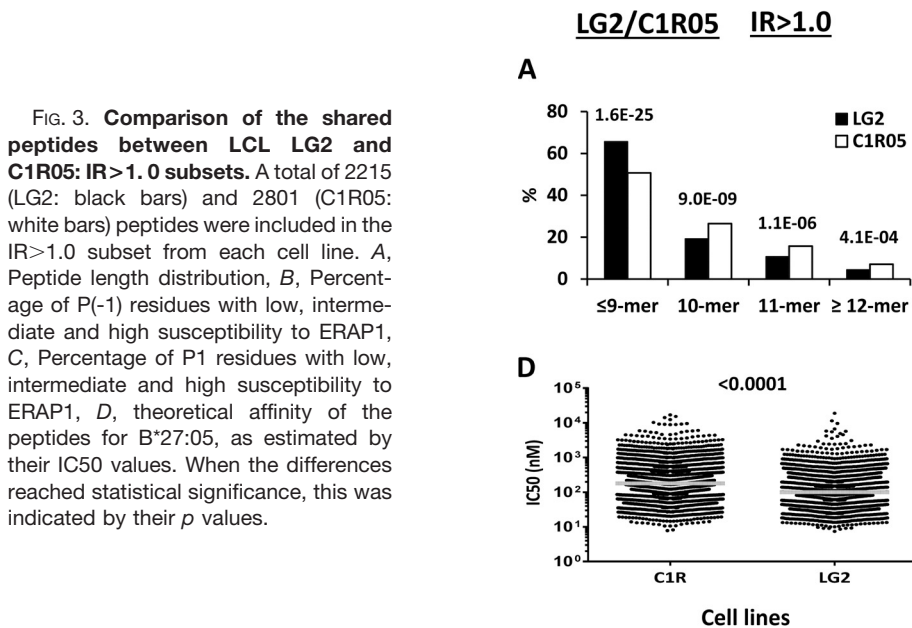 FIG. 3. Comparison of the shared
peptides between LCL LG2 and
C1R05: IR>1. 0 subsets. A total of 2215
(LG2: black bars) and 2801 (C1R05:
white bars) peptides were included in the
IR>1.0 subset from each cell line. A,
Peptide length distribution, B, Percent-
age of P(-1) residues with low, interme-
diate and high susceptibility to ERAP1,
C, Percentage of P1 residues with low,
intermediate and high susceptibility to
ERAP1, D, theoretical affinity of the
peptides for B*27:05, as estimated by
their IC50 values. When the differences
reached statistical significance, this was
indicated by their p values.
LG2/C1R05 IR>1.0
A
80
60
40
20
0
%
1.6E-25
9.0E-09
1.1E-06
4.1E-04
LG2
C1R05
≤9-mer 10-mer 11-mer ≥ 12-mer
D
<0.0001
10⁵
10⁴
10³
10²
10¹
10⁰
IC50 (nM)
C1R LG2
Cell lines